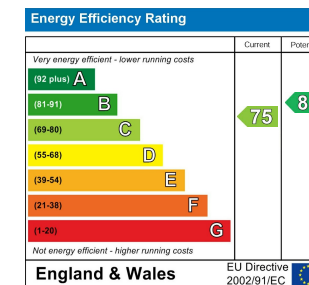 Energy Efficiency Rating
Current
Very energy efficient - lower running costs
(92 plus) A
(81-91) B
(69-80) C
75
(55-68) D
(39-54) E
(21-38) F
(1-20) G
Not energy efficient - higher running costs
England & Wales
EU Directive
2002/91/EC